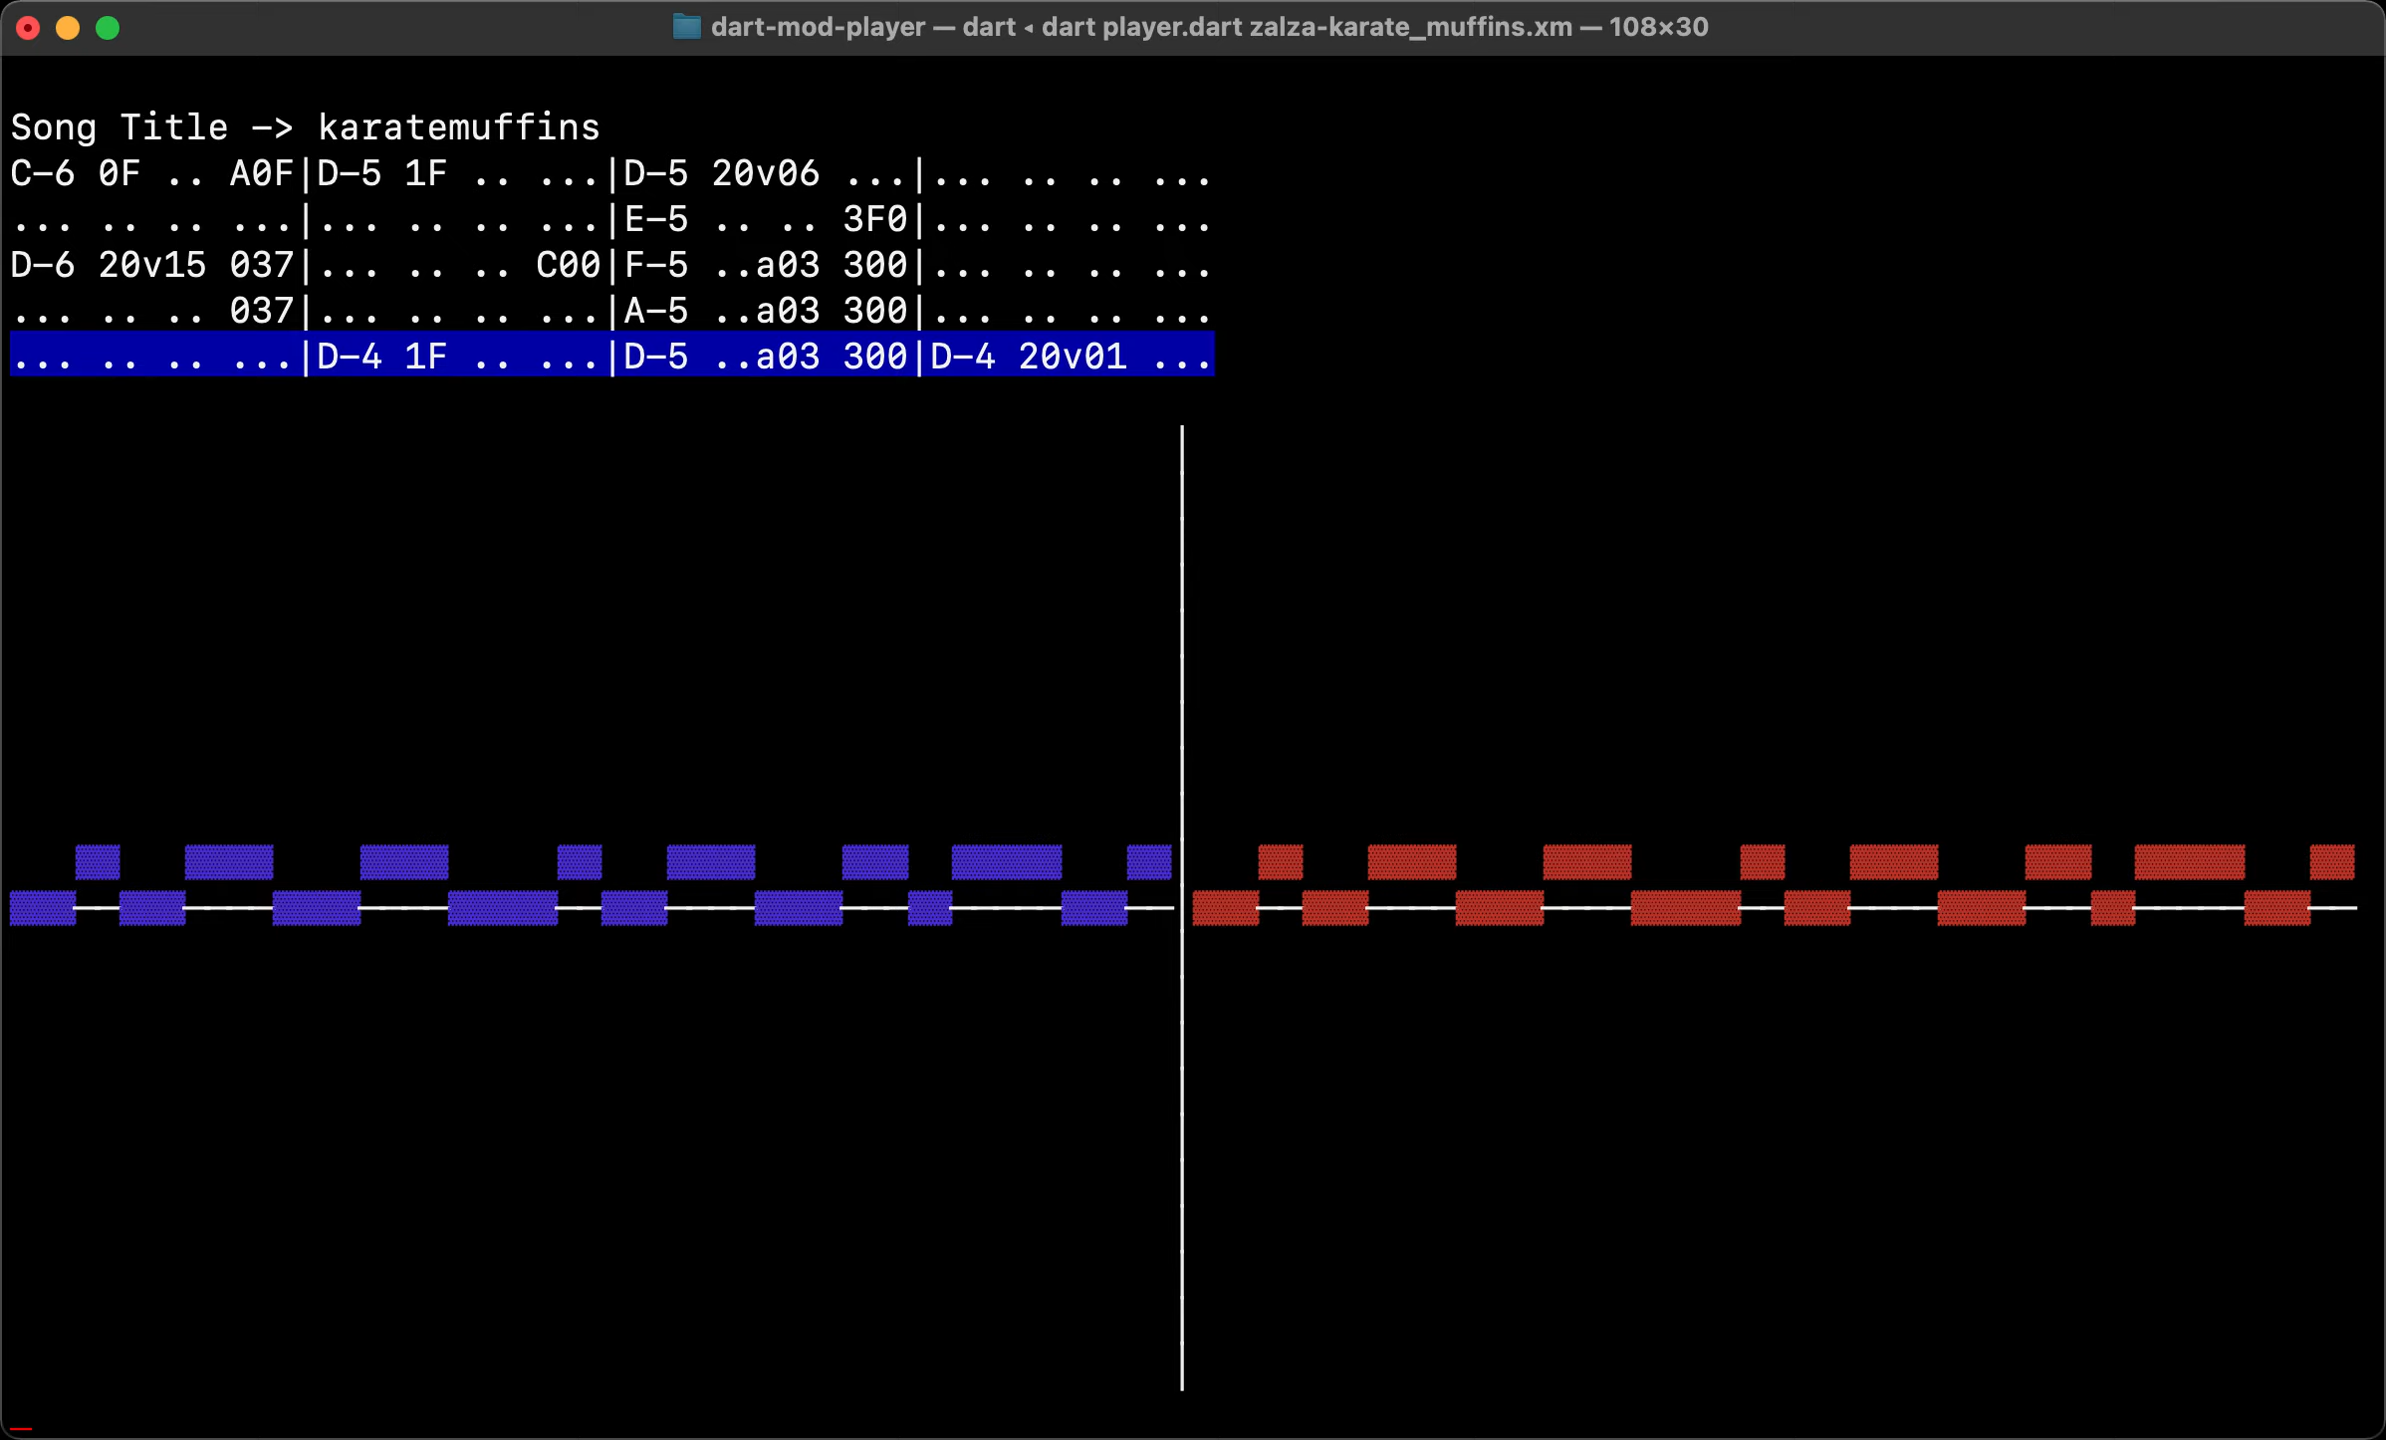 dart-mod-player — dart ◂ dart player.dart zalza-karate_muffins.xm — 108×30
Song Title -> karatemuffins
C-6 0F .. A0F|D-5 1F .. ...|D-5 20v06 ...|... .. .. ...
... .. .. ...|... .. .. ...|E-5 .. .. 3F0|... .. .. ...
D-6 20v15 037|... .. .. C00|F-5 ..a03 300|... .. .. ...
... .. .. 037|... .. .. ...|A-5 ..a03 300|... .. .. ...
... .. .. ...|D-4 1F .. ...|D-5 ..a03 300|D-4 20v01 ...